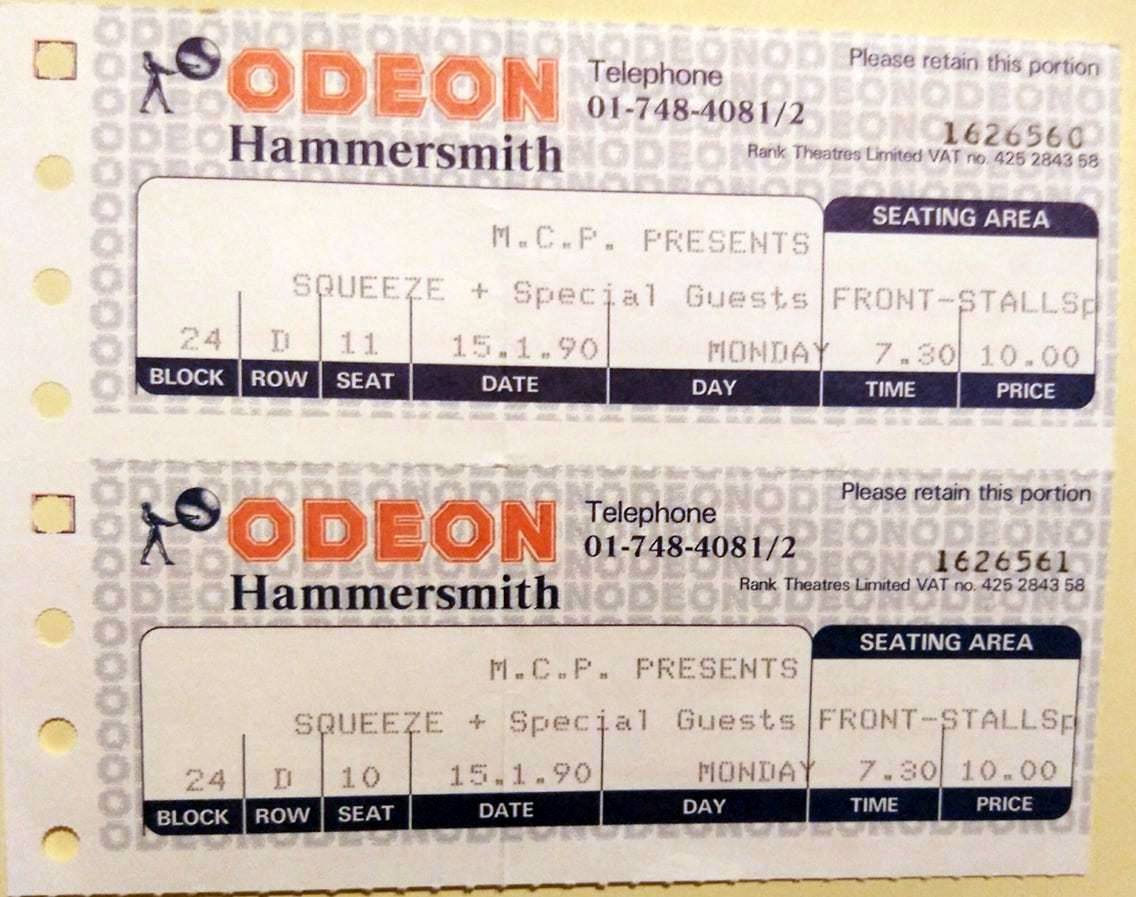 ODEON
Hammersmith
Telephone
01-748-4081/2
Please retain this portion
1626560
Rank Theatres Limited VAT no. 425 2843 58
M.C.P. PRESENTS
SEATING AREA
SQUEEZE + Special Guests FRONT-STALLSp
24 D 11 15.1.90 MONDAY 7.30 10.00
BLOCK ROW SEAT DATE DAY TIME PRICE
ODEON
Hammersmith
Telephone
01-748-4081/2
Please retain this portion
1626561
Rank Theatres Limited VAT no. 425 2843 58
M.C.P. PRESENTS
SEATING AREA
SQUEEZE + Special Guests FRONT-STALLSp
24 D 10 15.1.90 MONDAY 7.30 10.00
BLOCK ROW SEAT DATE DAY TIME PRICE